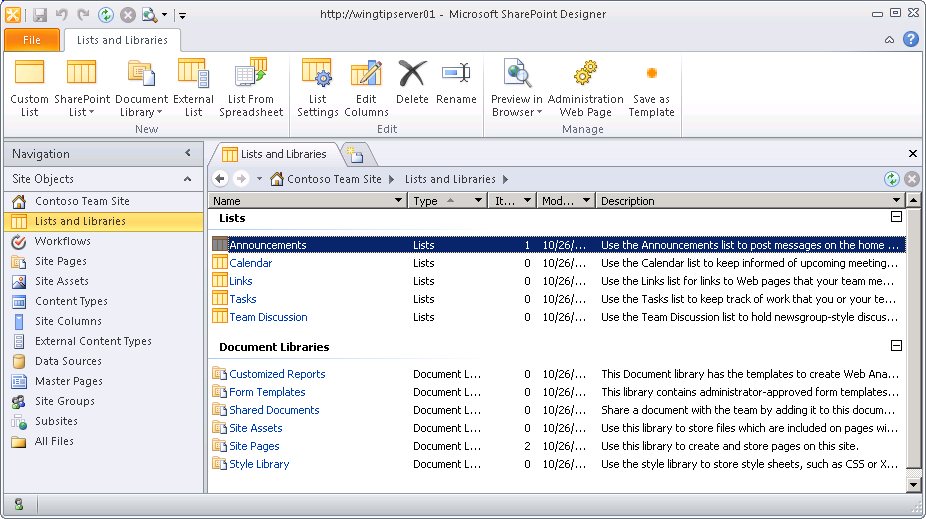 http://wingtipserver01 - Microsoft SharePoint Designer
File Lists and Libraries
Custom List SharePoint List Document Library External List List From Spreadsheet List Settings Edit Columns Delete Rename Preview in Browser Administration Web Page Save as Template
New Edit Manage
Navigation <
Site Objects
Contoso Team Site
Lists and Libraries
Workflows
Site Pages
Site Assets
Content Types
Site Columns
External Content Types
Data Sources
Master Pages
Site Groups
Subsites
All Files
Lists and Libraries
Contoso Team Site Lists and Libraries
Name Type It... Mod... Description
Lists
Announcements Lists 1 10/26/... Use the Announcements list to post messages on the home ...
Calendar Lists 0 10/26/... Use the Calendar list to keep informed of upcoming meeting...
Links Lists 0 10/26/... Use the Links list for links to Web pages that your team me...
Tasks Lists 0 10/26/... Use the Tasks list to keep track of work that you or your te...
Team Discussion Lists 0 10/26/... Use the Team Discussion list to hold newsgroup-style discus...
Document Libraries
Customized Reports Document L... 0 10/26/... This Document library has the templates to create Web Ana...
Form Templates Document L... 0 10/26/... This library contains administrator-approved form templates...
Shared Documents Document L... 0 10/26/... Share a document with the team by adding it to this docum...
Site Assets Document L... 0 10/26/... Use this library to store files which are included on pages wi...
Site Pages Document L... 2 10/26/... Use this library to create and store pages on this site.
Style Library Document L... 0 10/26/... Use the style library to store style sheets, such as CSS or X...